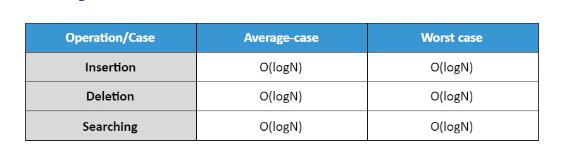 Operation/Case Average-case Worst case
Insertion O(logN) O(logN)
Deletion O(logN) O(logN)
Searching O(logN) O(logN)